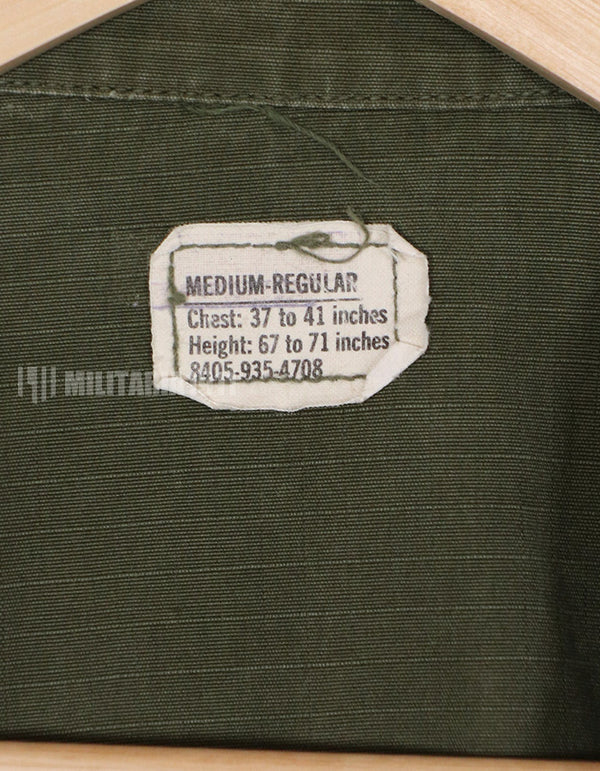 MEDIUM-REGULAR
Chest: 37 to 41 inches
Height: 67 to 71 inches
8405-935-4708